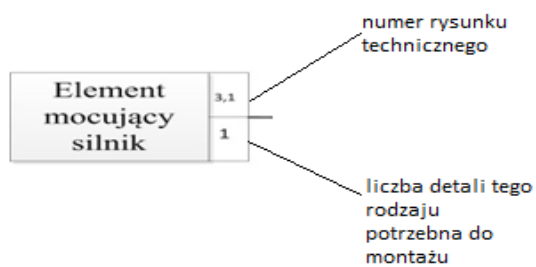 numer rysunku
technicznego
Element
mocujący
silnik
3,1
1
liczba detali tego
rodzaju
potrzebna do
montażu